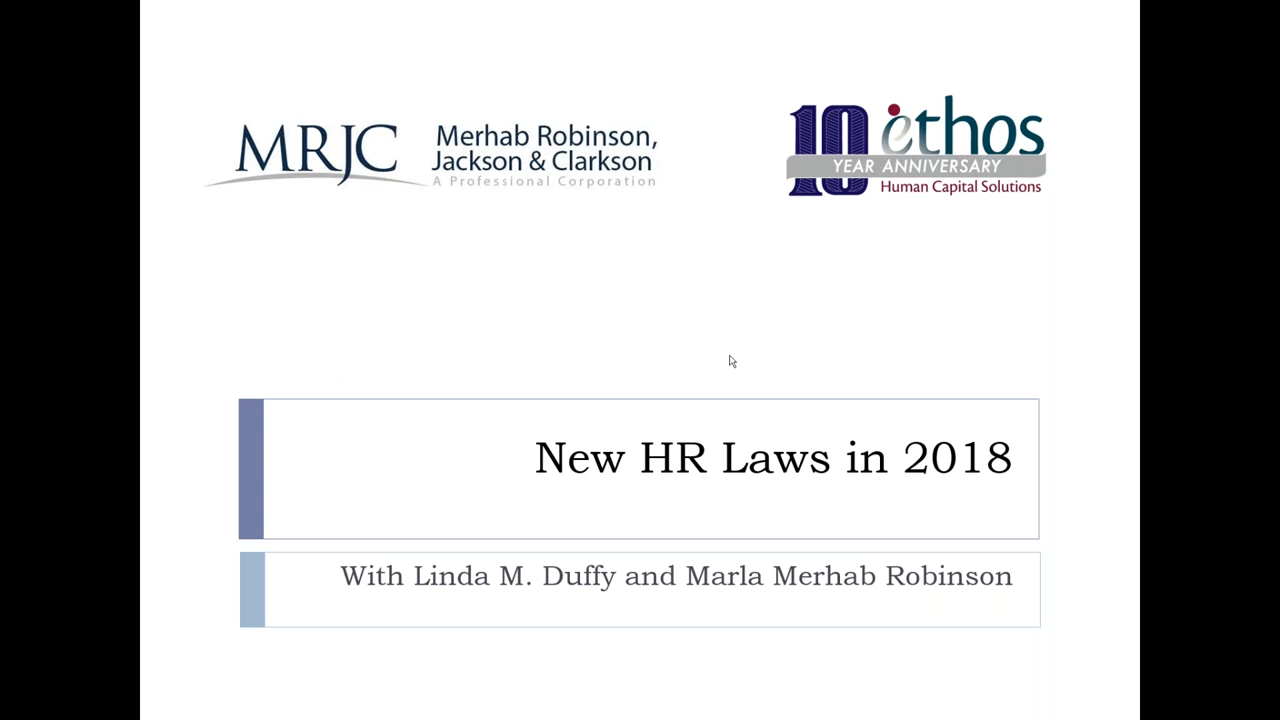 MRJC
Merhab Robinson,
Jackson & Clarkson
A Professional Corporation
10 ethos
YEAR ANNIVERSARY
Human Capital Solutions
New HR Laws in 2018
With Linda M. Duffy and Marla Merhab Robinson